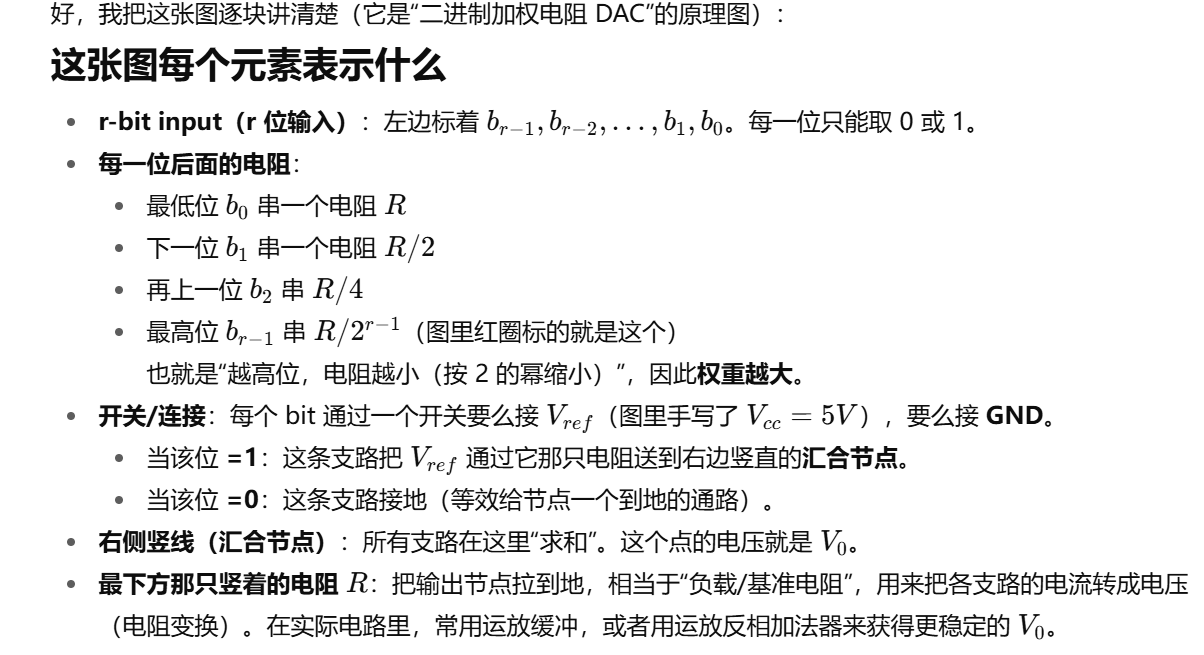 好，我把这张图逐块讲清楚（它是“二进制加权电阻 DAC”的原理图）：
这张图每个元素表示什么
• r-bit input（r 位输入）：左边标着 $b_{r-1}, b_{r-2}, \ldots, b_1, b_0$。每一位只能取 0 或 1。
• 每一位后面的电阻：
• 最低位 $b_0$ 串一个电阻 $R$
• 下一位 $b_1$ 串一个电阻 $R/2$
• 再上一位 $b_2$ 串 $R/4$
• 最高位 $b_{r-1}$ 串 $R/2^{r-1}$（图里红圈标的就是这个）
也就是“越高位，电阻越小（按 2 的幂缩小）”，因此权重越大。
• 开关/连接：每个 bit 通过一个开关要么接 $V_{ref}$（图里手写了 $V_{cc} = 5V$），要么接 GND。
• 当该位 =1：这条支路把 $V_{ref}$ 通过它那只电阻送到右边竖直的汇合节点。
• 当该位 =0：这条支路接地（等效给节点一个到地的通路）。
• 右侧竖线（汇合节点）：所有支路在这里“求和”。这个点的电压就是 $V_0$。
• 最下方那只竖着的电阻 $R$：把输出节点拉到地，相当于“负载/基准电阻”，用来把各支路的电流转成电压
（电阻变换）。在实际电路里，常用运放缓冲，或者用运放反相加法器来获得更稳定的 $V_0$。